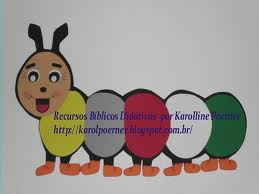 Recursos Bíblicos Didáticos por Karolline Poerner
http://karolpoerner.blogspot.com.br/